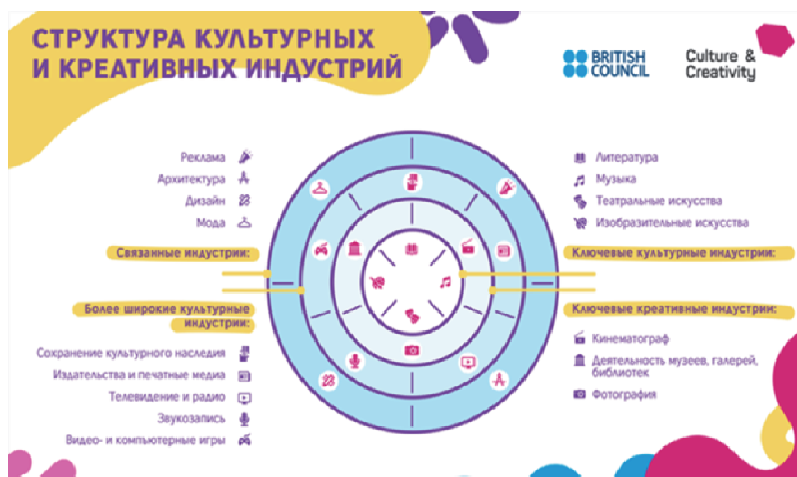 СТРУКТУРА КУЛЬТУРНЫХ
И КРЕАТИВНЫХ ИНДУСТРИЙ
BRITISH
COUNCIL
Culture &
Creativity
Реклама
Архитектура
Дизайн
Мода
Связанные индустрии:
Более широкие культурные
индустрии:
Сохранение культурного наследия
Издательства и печатные медиа
Телевидение и радио
Звукозапись
Видео- и компьютерные игры
Литература
Музыка
Театральные искусства
Изобразительные искусства
Ключевые культурные индустрии:
Ключевые креативные индустрии:
Кинематограф
Деятельность музеев, галерей,
библиотек
Фотография